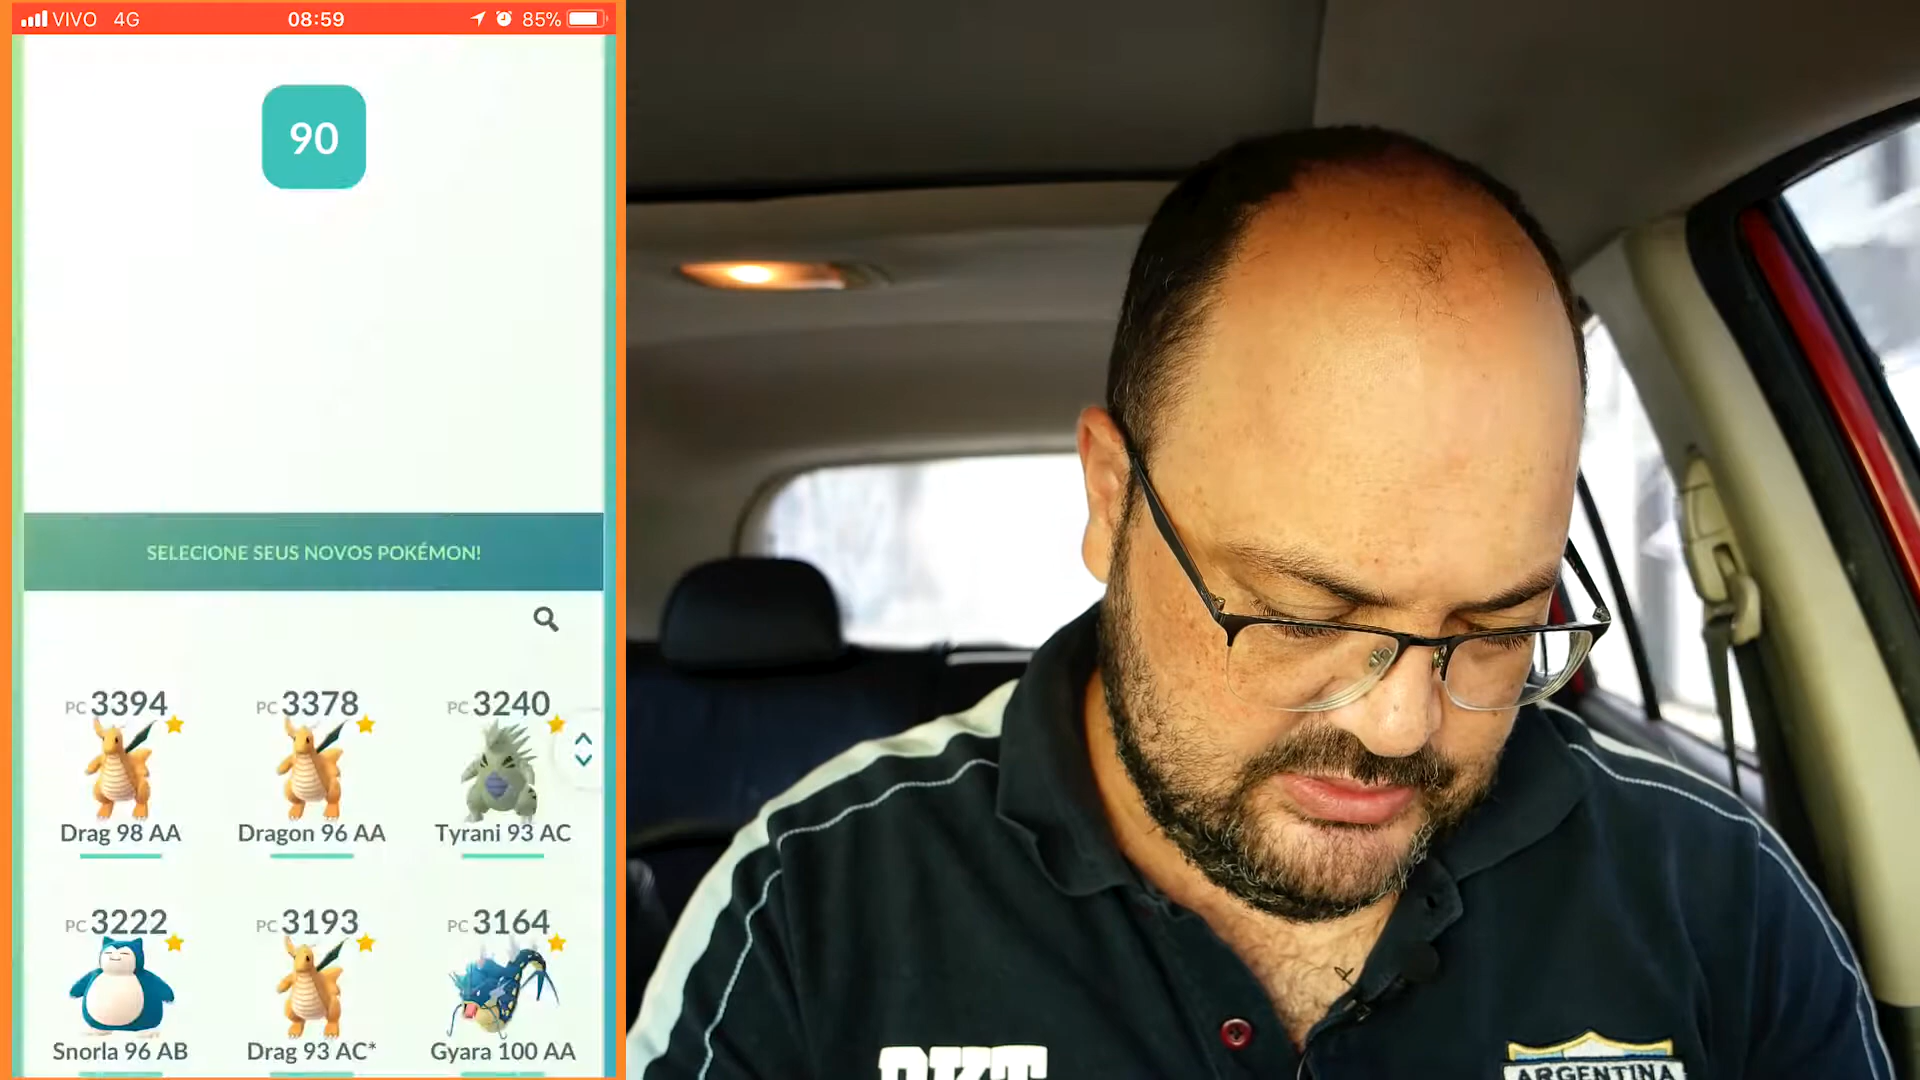 VIVO 4G 08:59 85%
90
SELECIONE SEUS NOVOS POKÉMON!
PC 3394 PC 3378 PC 3240
Drag 98 AA Dragon 96 AA Tyrani 93 AC
PC 3222 PC 3193 PC 3164
Snorla 96 AB Drag 93 AC* Gyara 100 AA
ARGENTINA